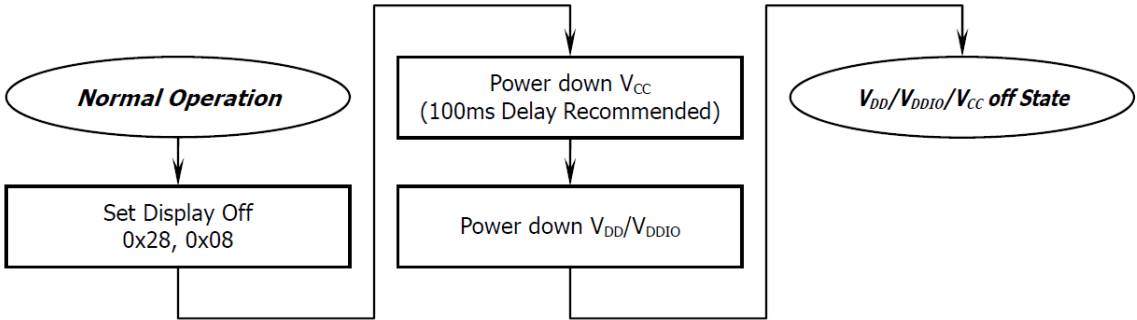 Normal Operation
Set Display Off
0x28, 0x08
Power down VCC
(100ms Delay Recommended)
Power down VDD/VDDIO
VDD/VDDIO/VCC off State